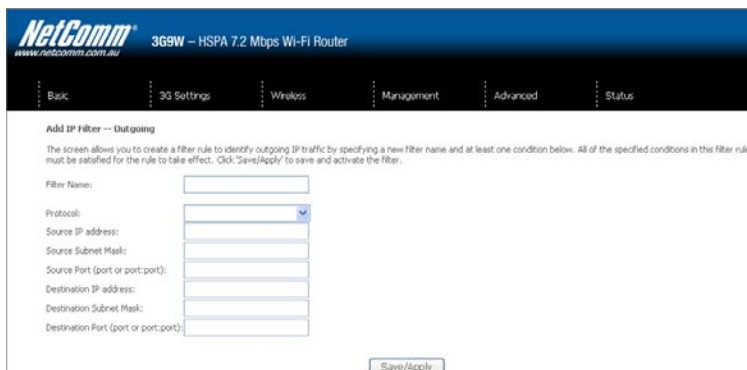 NetComm®
www.netcomm.com.au
3G9W – HSPA 7.2 Mbps Wi-Fi Router
Basic
3G Settings
Wireless
Management
Advanced
Status
Add IP Filter -- Outgoing
The screen allows you to create a filter rule to identify outgoing IP traffic by specifying a new filter name and at least one condition below. All of the specified conditions in this filter rule
must be satisfied for the rule to take effect. Click 'Save/Apply' to save and activate the filter.
Filter Name:
Protocol:
Source IP address:
Source Subnet Mask:
Source Port (port or port:port):
Destination IP address:
Destination Subnet Mask:
Destination Port (port or port:port):
Save/Apply